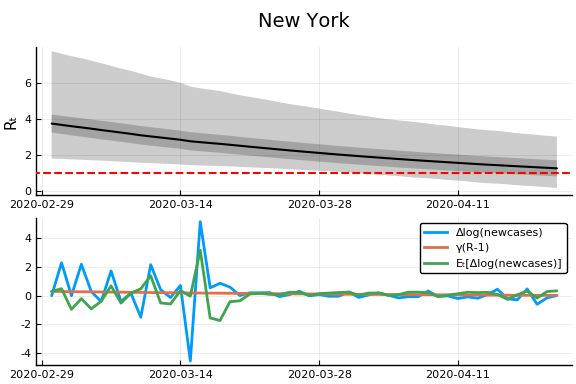 New York
Rₜ
6
4
2
0
2020-02-29 2020-03-14 2020-03-28 2020-04-11
4
2
0
-2
-4
Δlog(newcases)
γ(R-1)
Eₜ[Δlog(newcases)]
2020-02-29 2020-03-14 2020-03-28 2020-04-11